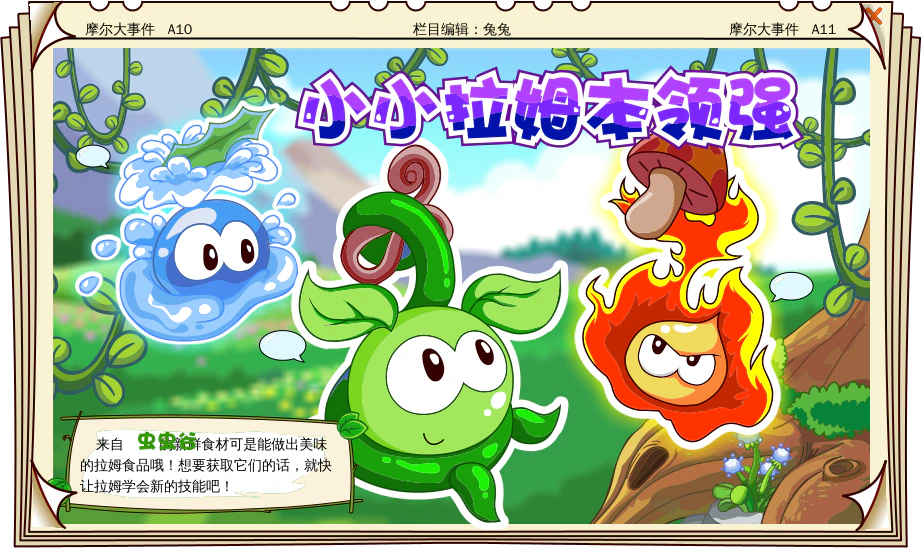 摩尔大事件 A10
栏目编辑：兔兔
摩尔大事件 A11
小小拉姆本领强
来自 虫虫谷 的新鲜食材可是能做出美味
的拉姆食品哦！想要获取它们的话，就快
让拉姆学会新的技能吧！